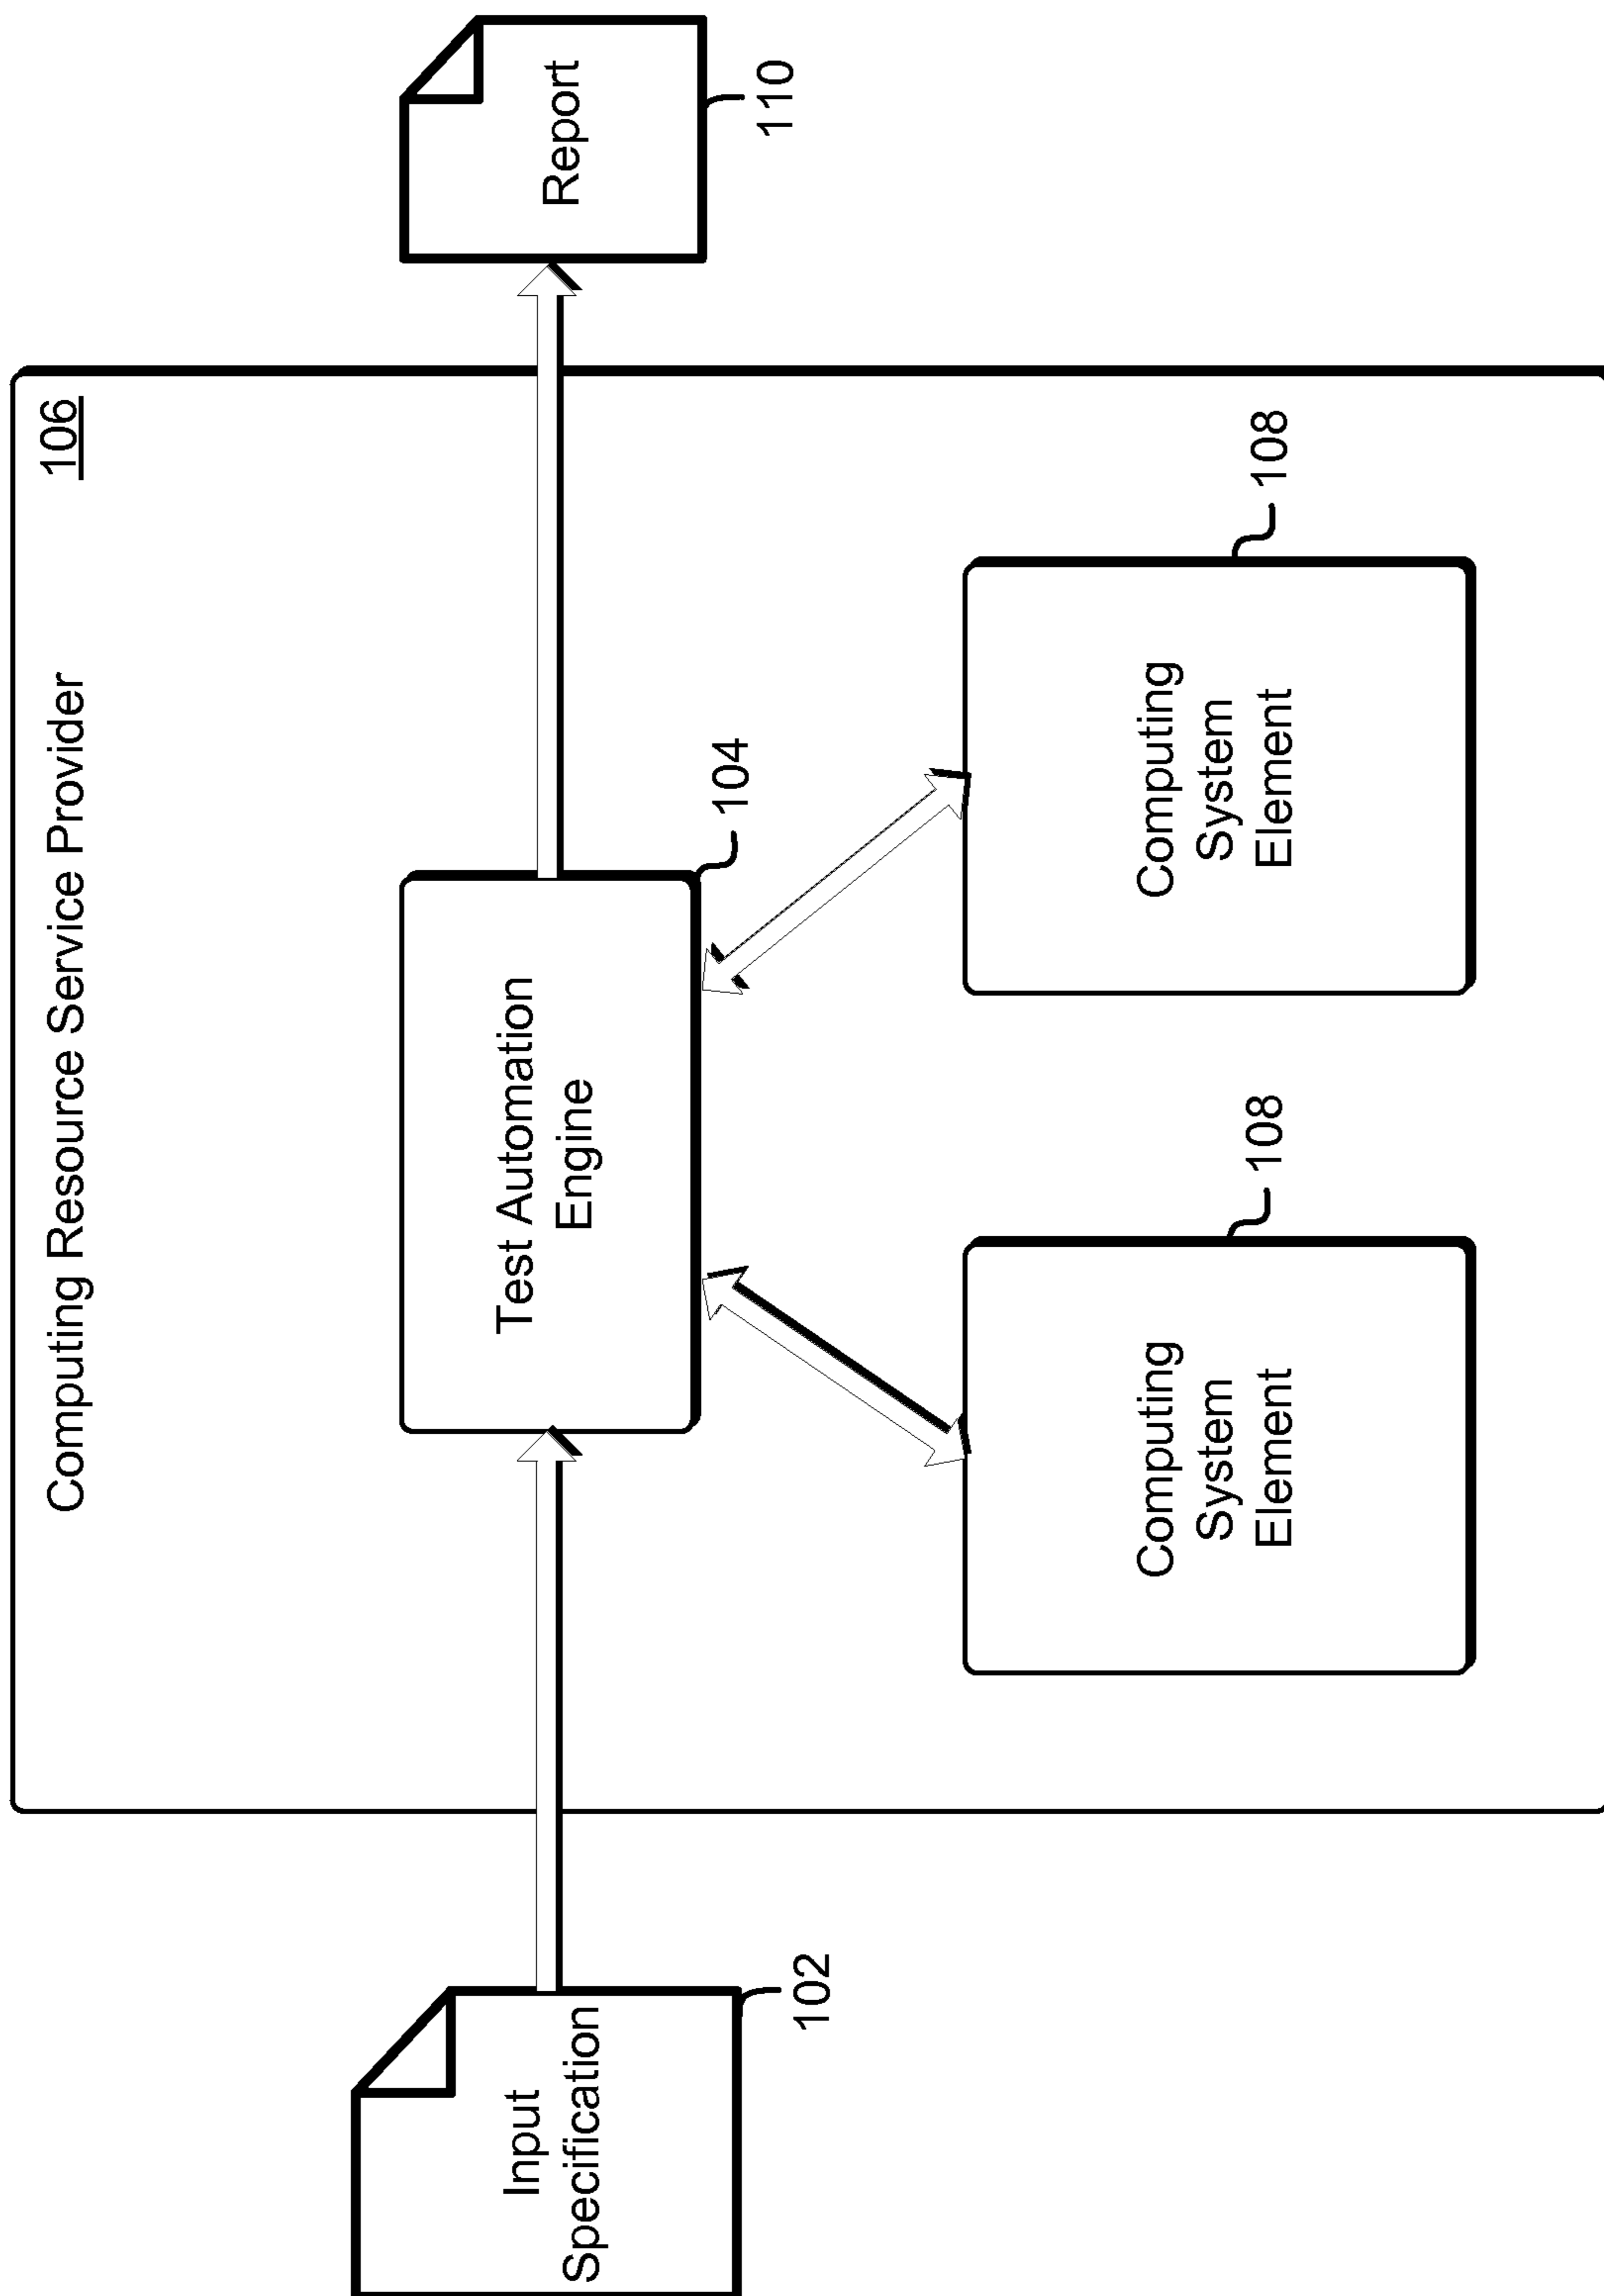 Computing Resource Service Provider
106
Input
Specification
102
Test Automation
Engine
104
Report
110
Computing
System
Element
108
Computing
System
Element
108